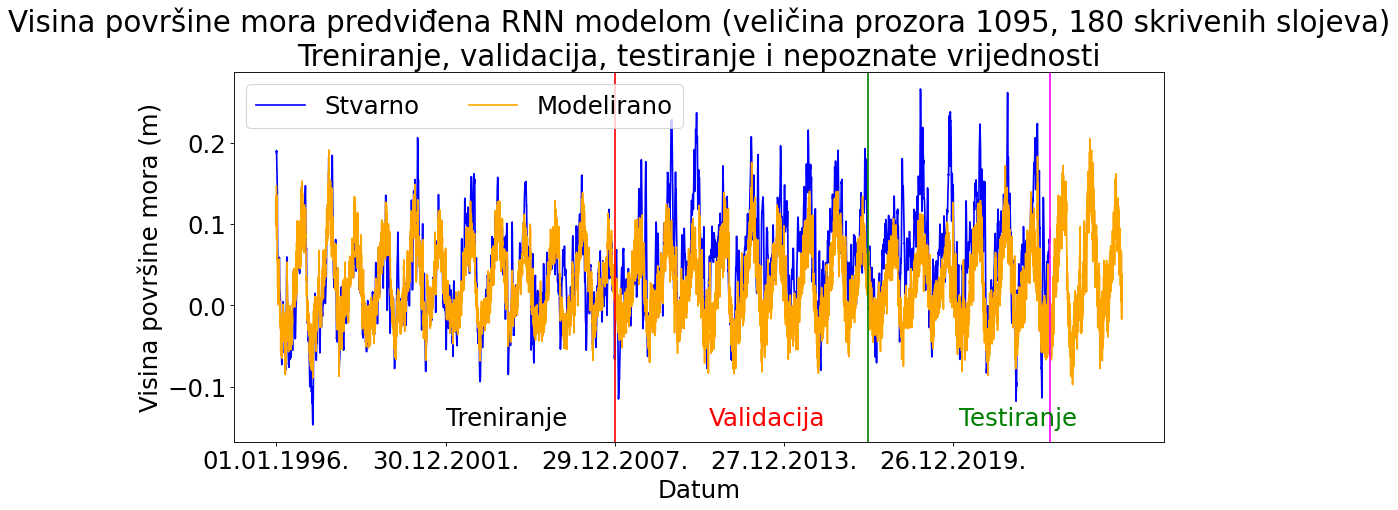 Visina površine mora predviđena RNN modelom (veličina prozora 1095, 180 skrivenih slojeva)
Treniranje, validacija, testiranje i nepoznate vrijednosti
Stvarno
Modelirano
Visina površine mora (m)
0.2
0.1
0.0
−0.1
Treniranje
Validacija
Testiranje
01.01.1996.
30.12.2001.
29.12.2007.
27.12.2013.
26.12.2019.
Datum